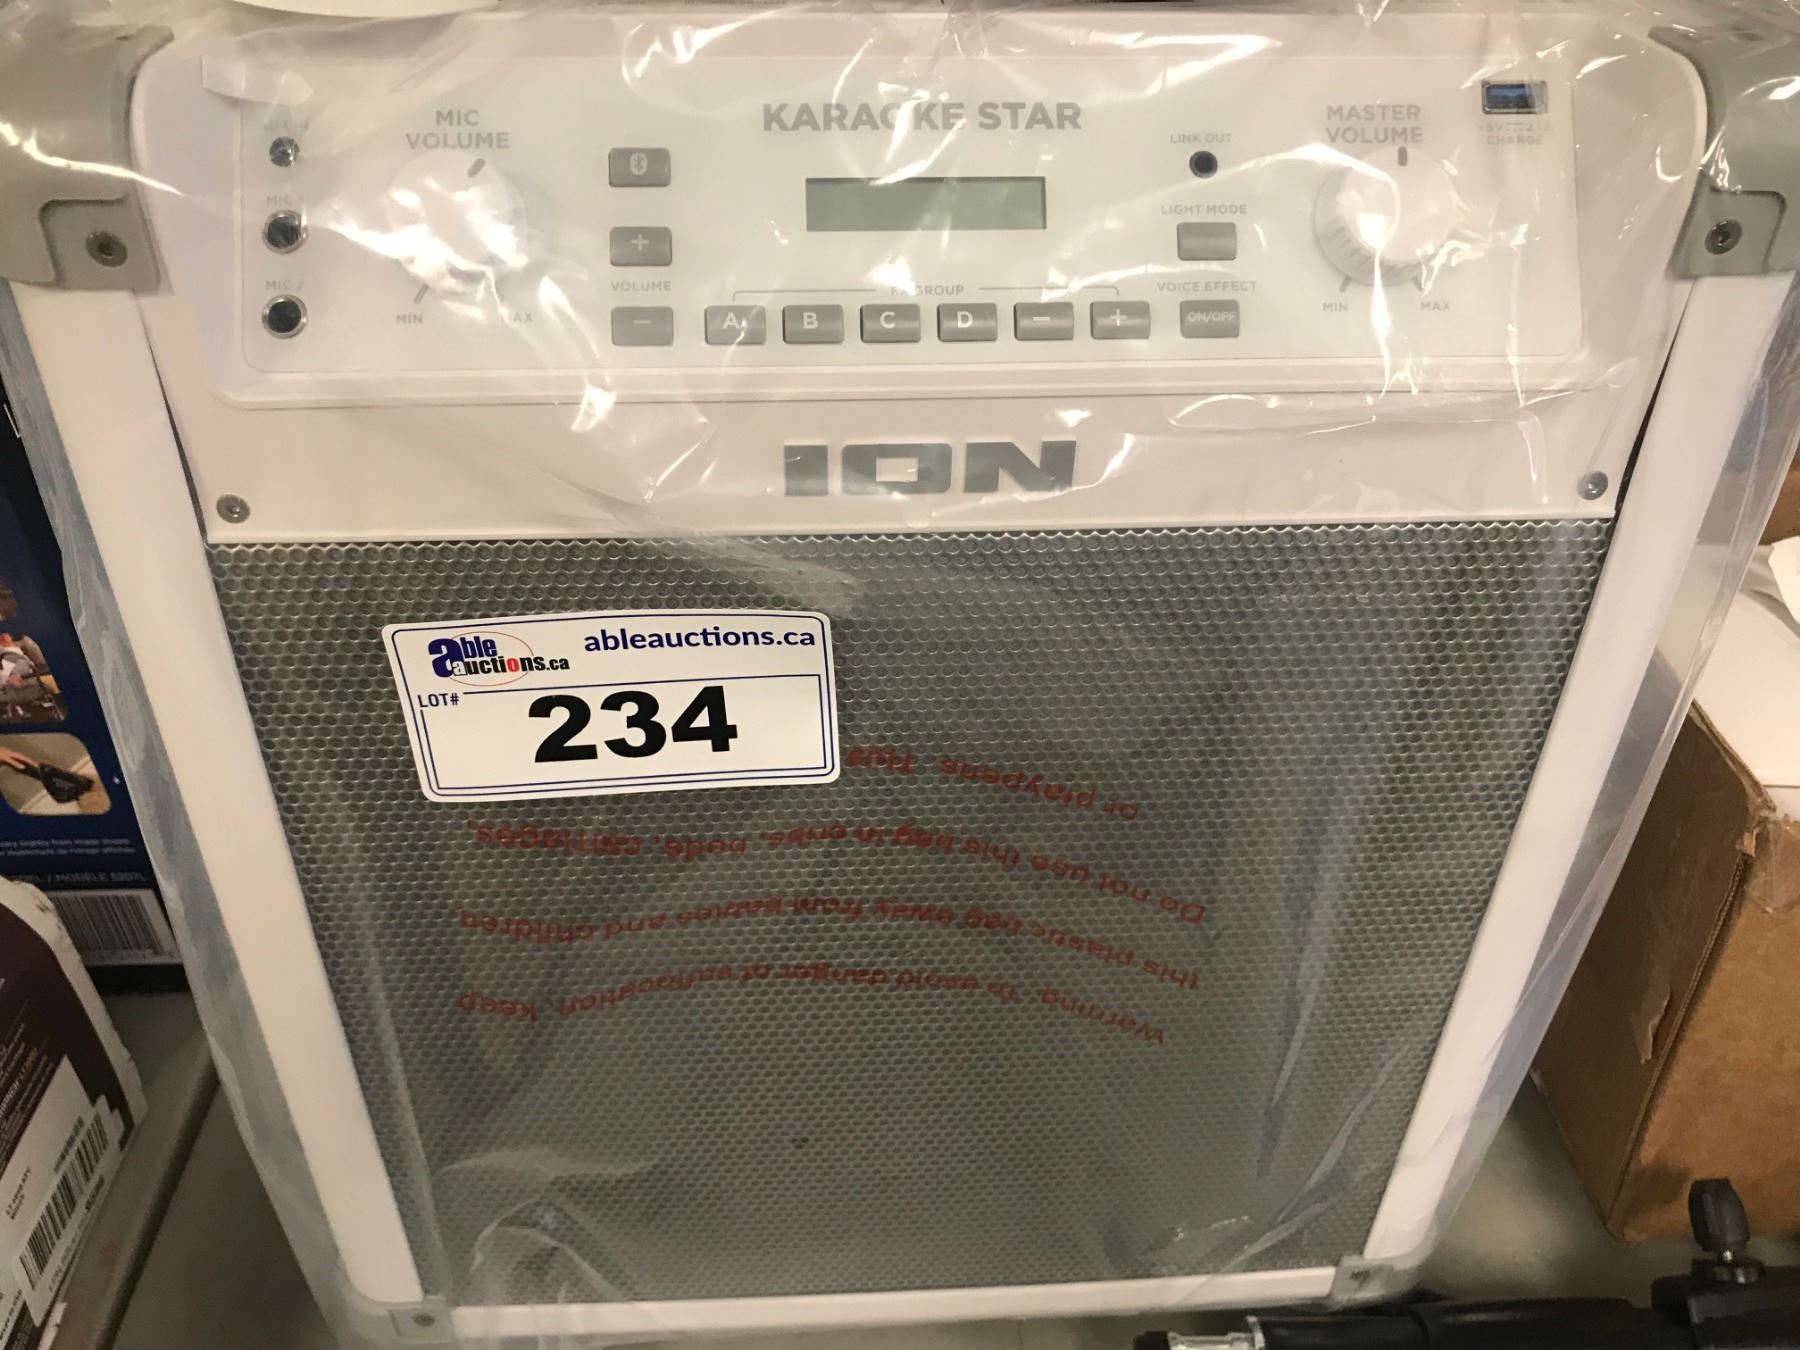 KARAOKE STAR
MIC
VOLUME
MASTER
VOLUME
CHARGE
LINK OUT
MIC 1
LIGHT MODE
MIC 2
VOLUME
FX GROUP
VOICE EFFECT
MIN
MAX
A
B
C
D
−
+
ON/OFF
MIN
MAX
+
−
ION
able
auctions.ca
ableauctions.ca
LOT#
234
Warning. To avoid danger of suffocation, keep
this plastic bag away from babies and children.
Do not use this bag in cribs, beds, carriages,
or playpens. This